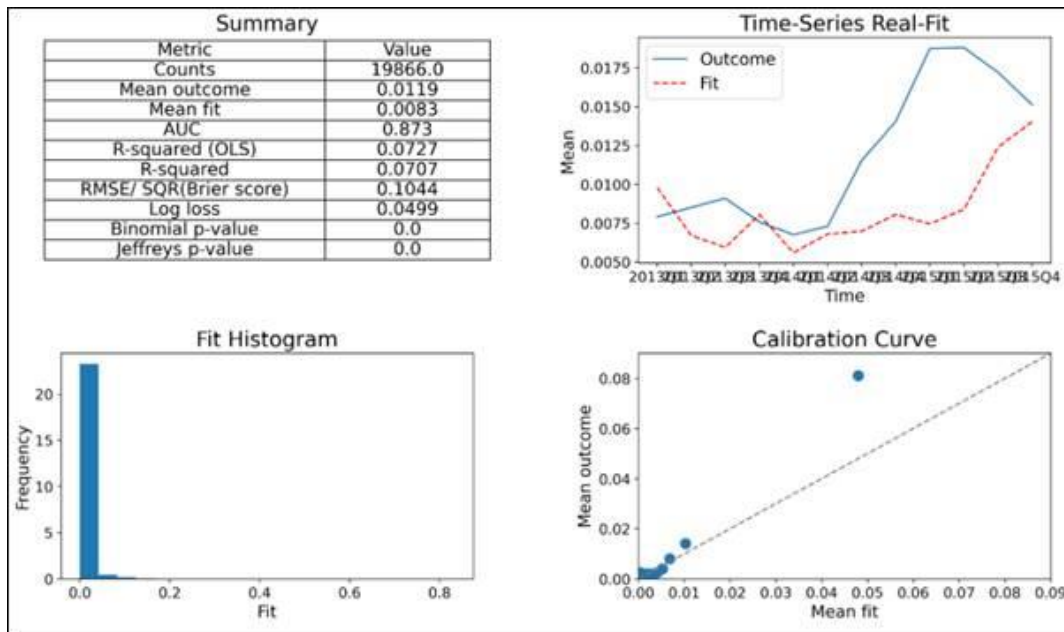 Summary
Metric Value
Counts 19866.0
Mean outcome 0.0119
Mean fit 0.0083
AUC 0.873
R-squared (OLS) 0.0727
R-squared 0.0707
RMSE/ SQR(Brier score) 0.1044
Log loss 0.0499
Binomial p-value 0.0
Jeffreys p-value 0.0
Time-Series Real-Fit
Outcome
Fit
Mean
0.0175
0.0150
0.0125
0.0100
0.0075
0.0050
Time
Fit Histogram
Frequency
20
15
10
5
0
0.0 0.2 0.4 0.6 0.8
Fit
Calibration Curve
Mean outcome
0.08
0.06
0.04
0.02
0.00
0.00 0.01 0.02 0.03 0.04 0.05 0.06 0.07 0.08 0.09
Mean fit